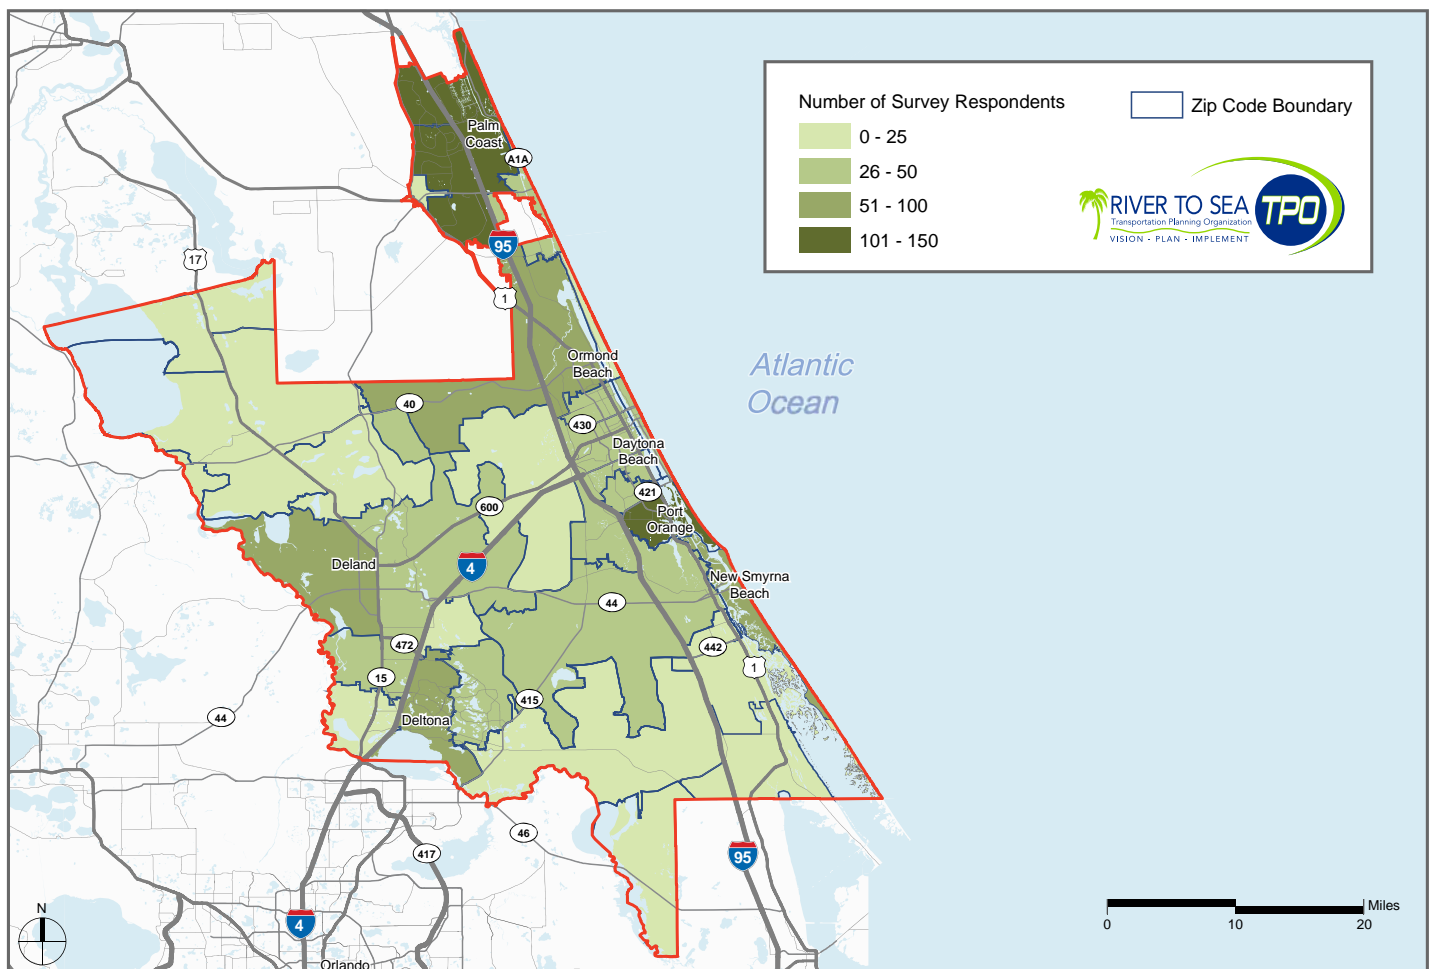 Number of Survey Respondents
0 - 25
26 - 50
51 - 100
101 - 150
Zip Code Boundary
RIVER TO SEA
Transportation Planning Organization
VISION - PLAN - IMPLEMENT
TPO
Palm
Coast
A1A
95
17
1
Ormond
Beach
Atlantic
Ocean
40
430
Daytona
Beach
421
600
Port
Orange
Deland
4
New Smyrna
Beach
44
472
442
1
15
415
44
Deltona
46
417
95
N
4
Orlando
Miles
0
10
20